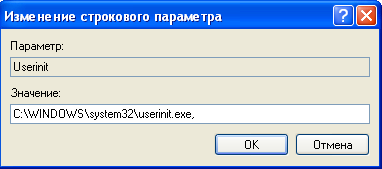 Изменение строкового параметра
Параметр:
Userinit
Значение:
C:\WINDOWS\system32\userinit.exe,
OK
Отмена